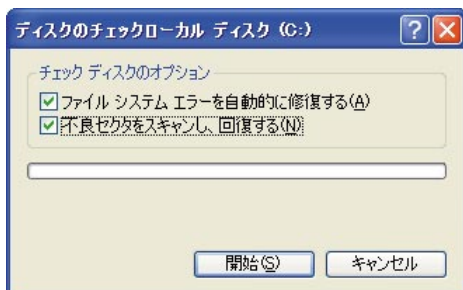 ディスクのチェックローカル ディスク (C:)
チェック ディスクのオプション
ファイル システム エラーを自動的に修復する(A)
不良セクタをスキャンし、回復する(N)
開始(S)
キャンセル